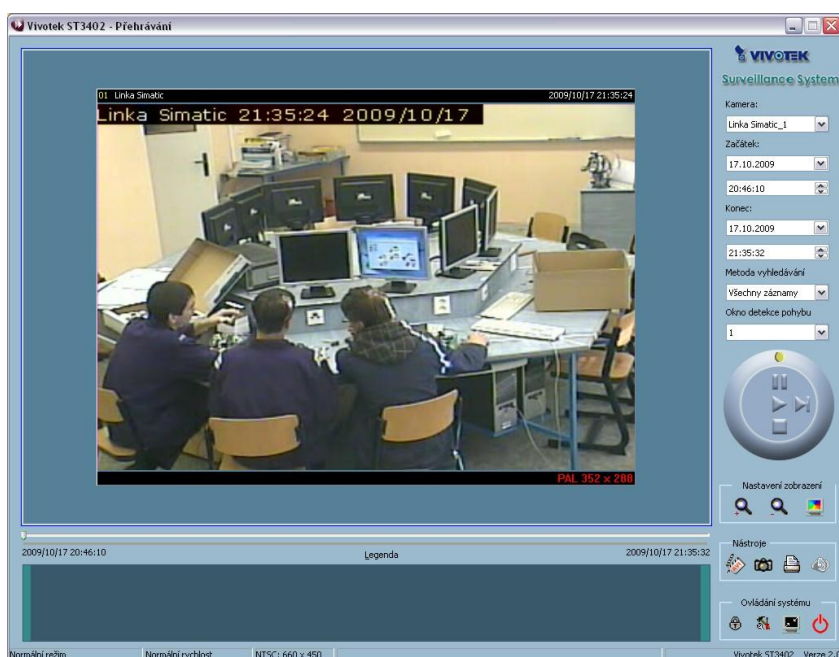 Vivotek ST3402 - Přehrávání
VIVOTEK
Surveillance System
01 Linka Simatic 2009/10/17 21:35:24
Linka Simatic 21:35:24 2009/10/17
PAL 352 x 288
Kamera:
Linka Simatic_1
Začátek:
17.10.2009
20:46:10
Konec:
17.10.2009
21:35:32
Metoda vyhledávání
Všechny záznamy
Okno detekce pohybu
1
Nastavení zobrazení
2009/10/17 20:46:10 Legenda 2009/10/17 21:35:32
Nástroje
Ovládání systému
Normální režim Normální rychlost NTSC: 660 x 450 Vivotek ST3402 Verze